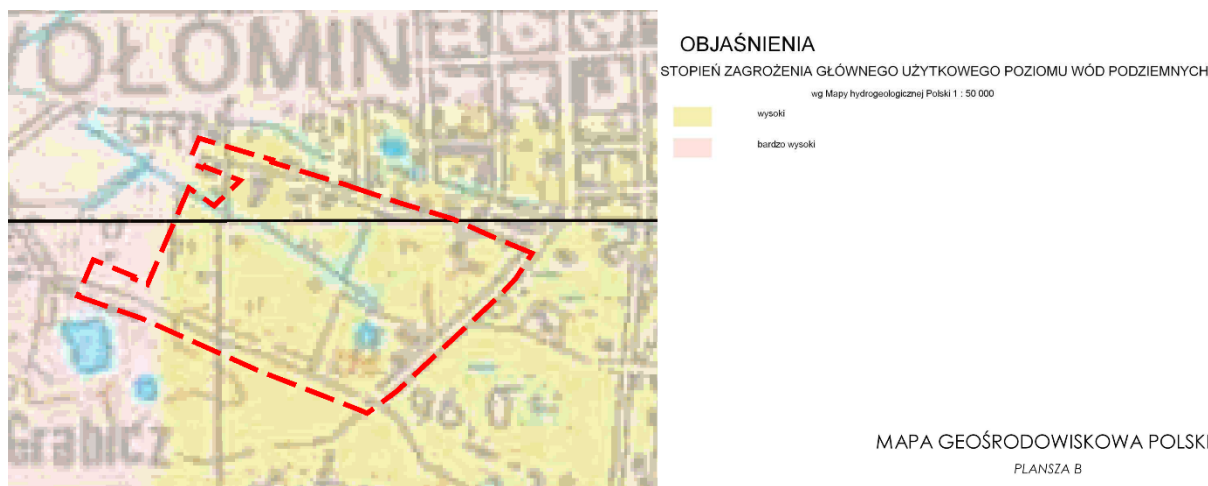 OŁOMIN
GR
96,0
Grabicz
OBJAŚNIENIA
STOPIEŃ ZAGROŻENIA GŁÓWNEGO UŻYTKOWEGO POZIOMU WÓD PODZIEMNYCH
wg Mapy hydrogeologicznej Polski 1 : 50 000
wysoki
bardzo wysoki
MAPA GEOŚRODOWISKOWA POLSKI
PLANSZA B